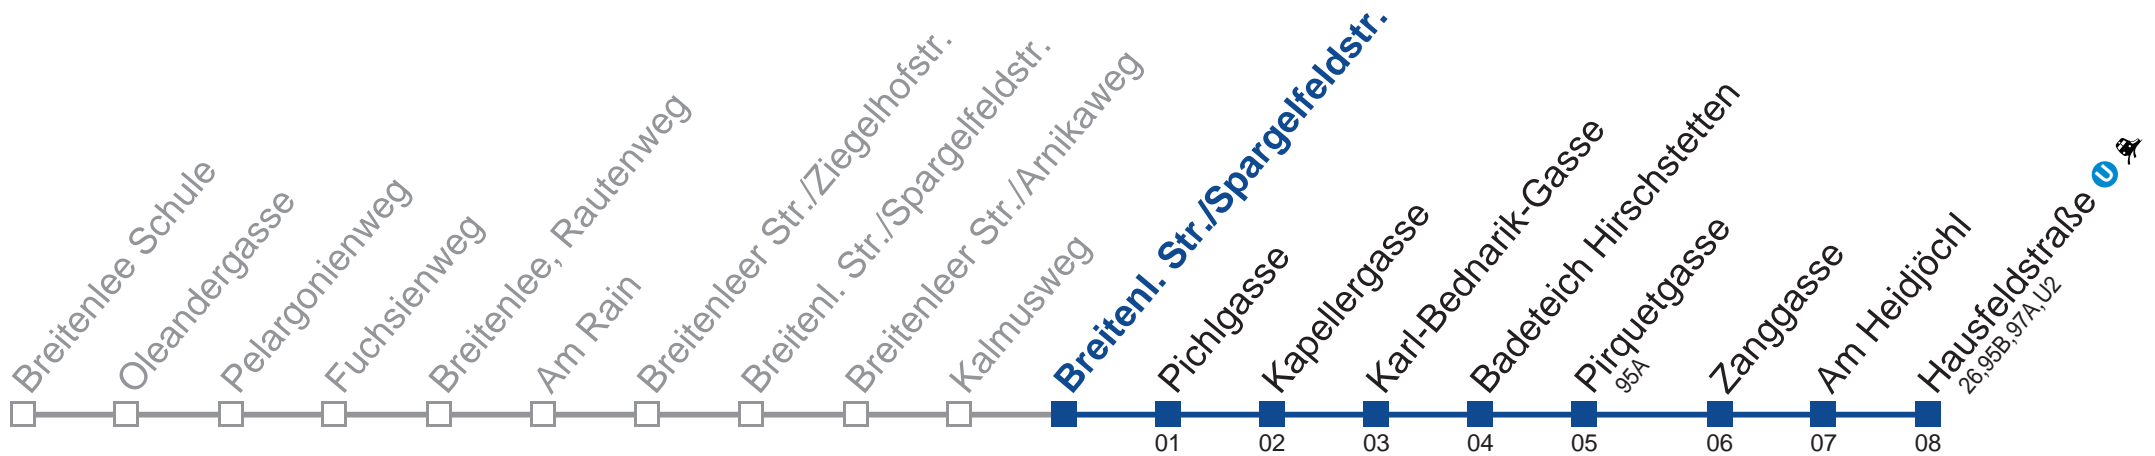 Breitenlee Schule
Oleandergasse
Pelargonienweg
Fuchsienweg
Breitenlee, Rautenweg
Am Rain
Breitenleer Str./Ziegelhofstr.
Breitenl. Str./Spargelfeldstr.
Breitenleer Str./Arnikaweg
Kalmusweg
Breitenl. Str./Spargelfeldstr.
Pichlgasse
01
Kapellergasse
02
Karl-Bednarik-Gasse
03
Badeteich Hirschstetten
04
Pirquetgasse
95A
05
Zanggasse
06
Am Heidjöchl
07
Hausfeldstraße U
26,95B,97A,U2
08